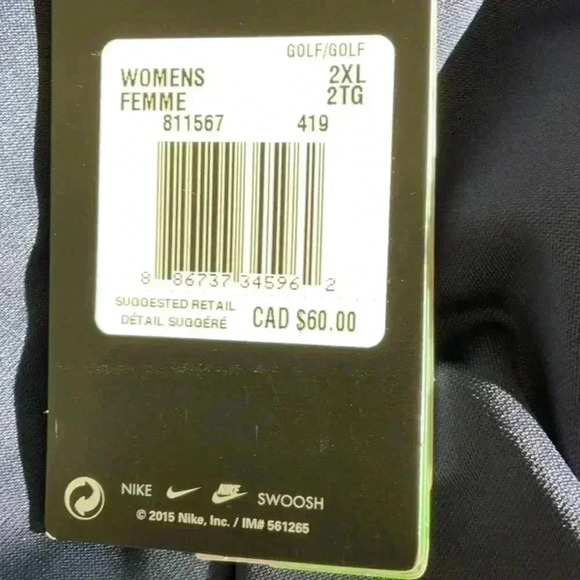 GOLF/GOLF
WOMENS 2XL
FEMME 2TG
811567 419
8 86737 34596 2
SUGGESTED RETAIL
DÉTAIL SUGGÉRÉ CAD $60.00
NIKE NIKE SWOOSH
© 2015 Nike, Inc. / IM# 561265